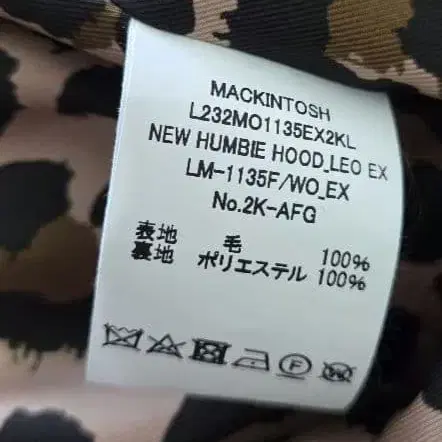 MACKINTOSH
L232MO1135EX2KL
NEW HUMBIE HOOD_LEO EX
LM-1135F/WO_EX
No.2K-AFG
表地 毛 100%
裏地 ポリエステル 100%
F